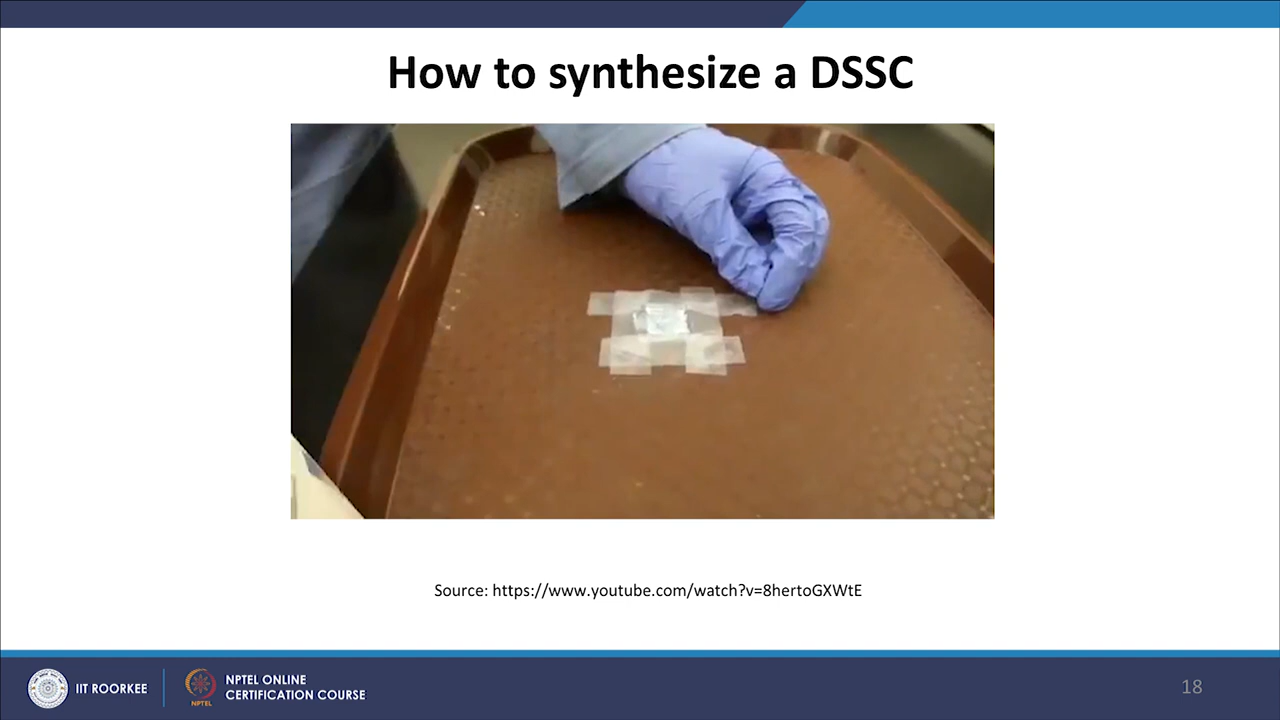 How to synthesize a DSSC
Source: https://www.youtube.com/watch?v=8hertoGXWtE
IIT ROORKEE
NPTEL
NPTEL ONLINE
CERTIFICATION COURSE
18